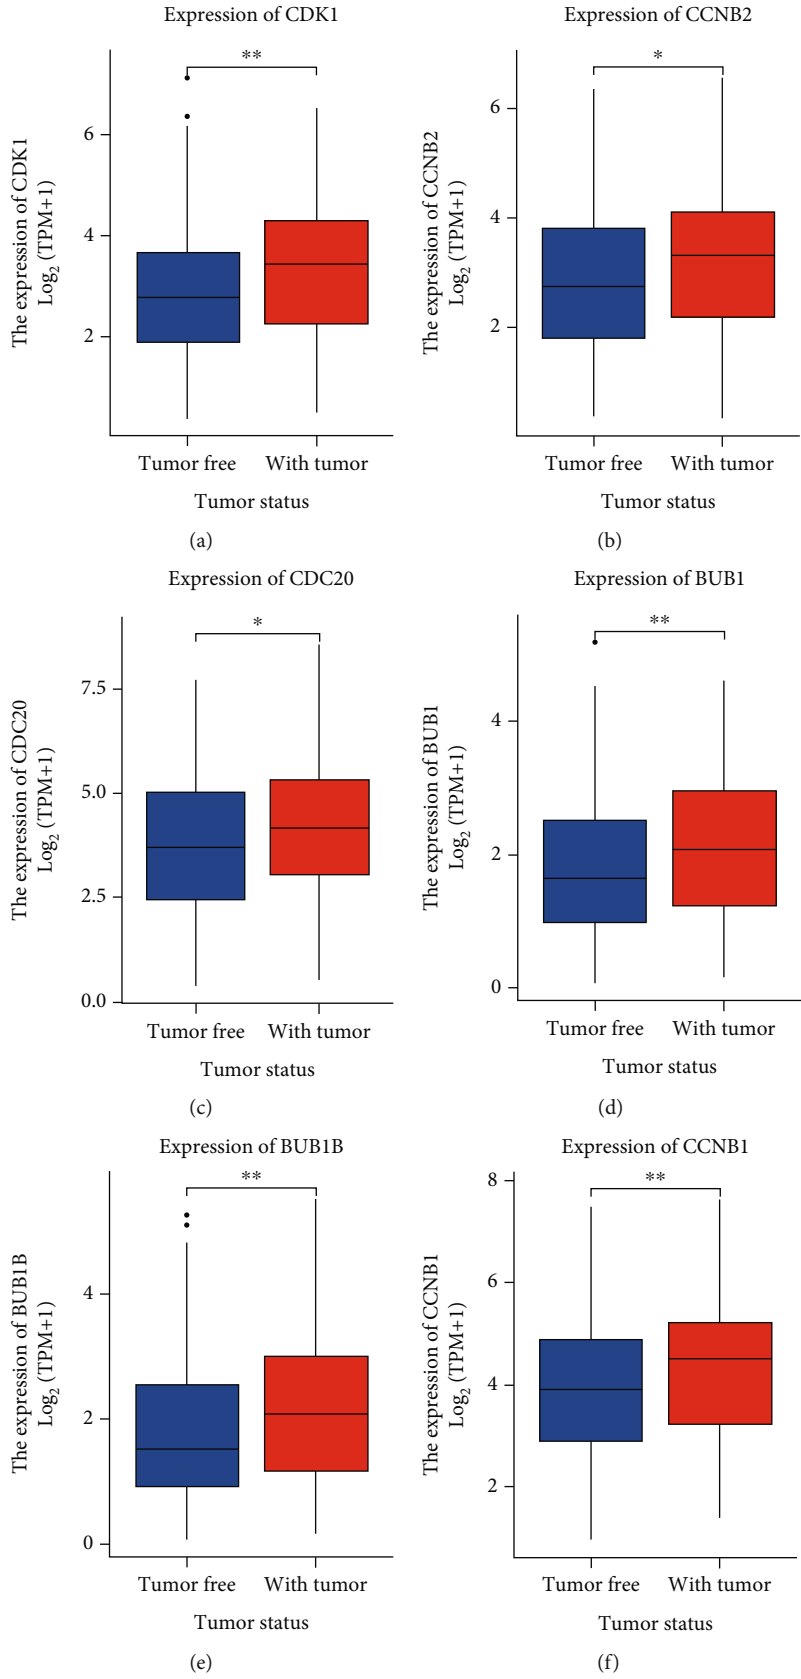 Expression of CDK1
**
The expression of CDK1
Log₂ (TPM+1)
6
4
2
Tumor free
With tumor
Tumor status
(a)
Expression of CCNB2
*
The expression of CCNB2
Log₂ (TPM+1)
6
4
2
Tumor free
With tumor
Tumor status
(b)
Expression of CDC20
*
The expression of CDC20
Log₂ (TPM+1)
7.5
5.0
2.5
0.0
Tumor free
With tumor
Tumor status
(c)
Expression of BUB1
**
The expression of BUB1
Log₂ (TPM+1)
4
2
0
Tumor free
With tumor
Tumor status
(d)
Expression of BUB1B
**
The expression of BUB1B
Log₂ (TPM+1)
4
2
0
Tumor free
With tumor
Tumor status
(e)
Expression of CCNB1
**
The expression of CCNB1
Log₂ (TPM+1)
8
6
4
2
Tumor free
With tumor
Tumor status
(f)